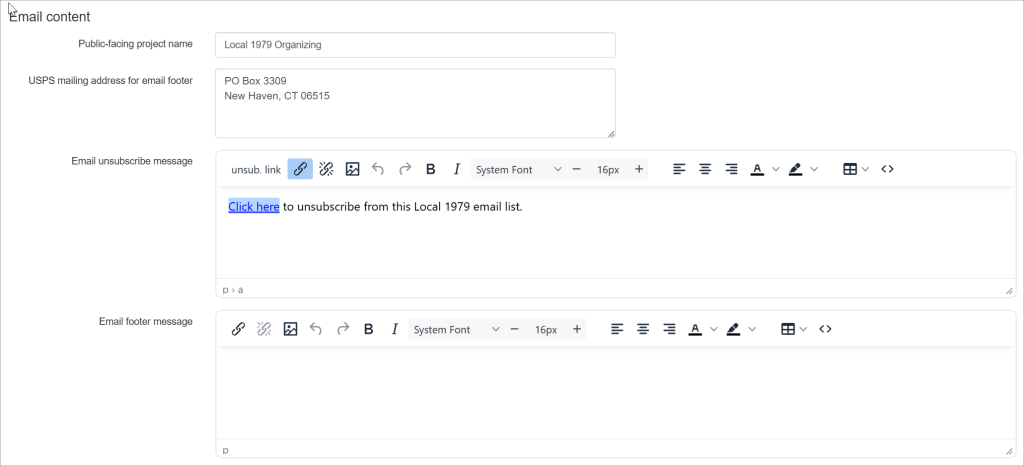 Email content
Public-facing project name
Local 1979 Organizing
USPS mailing address for email footer
PO Box 3309
New Haven, CT 06515
Email unsubscribe message
unsub. link B I System Font 16px A
Click here to unsubscribe from this Local 1979 email list.
p › a
Email footer message
B I System Font 16px A
p